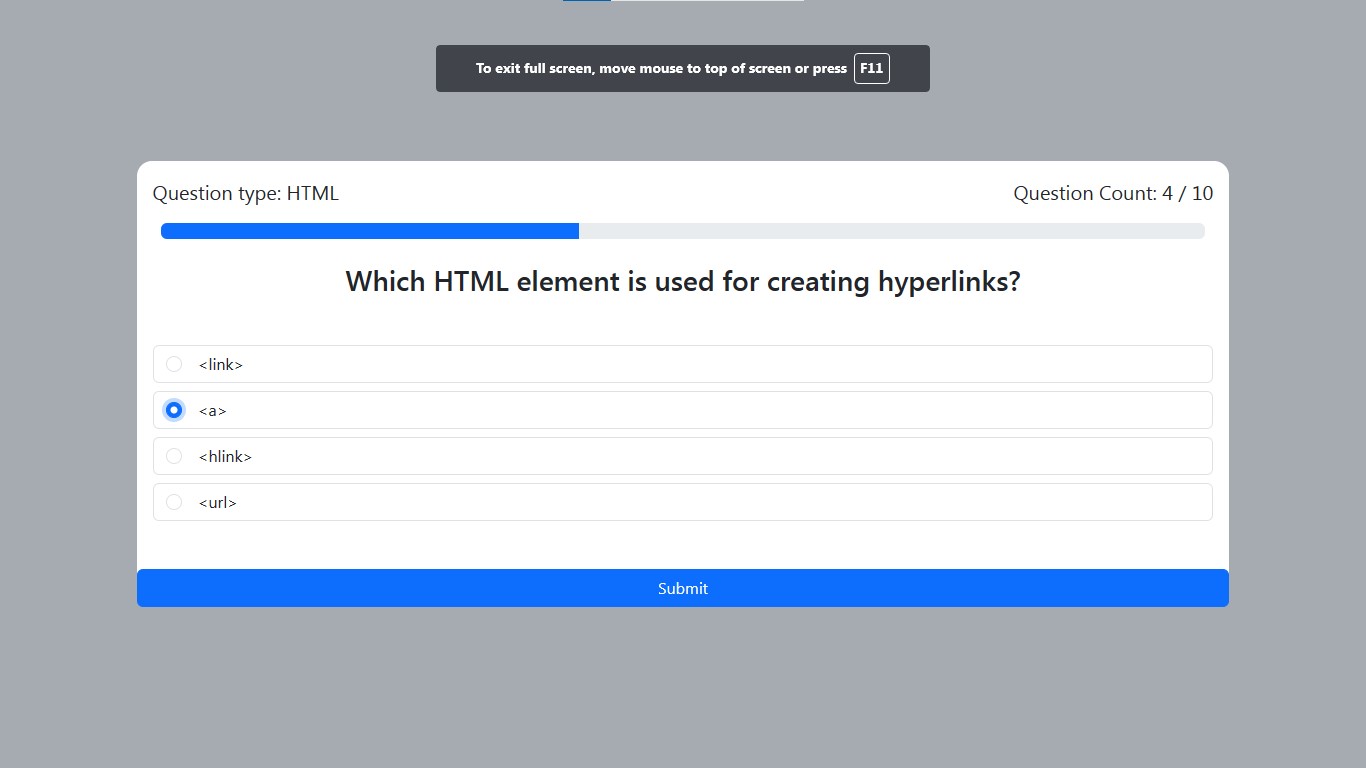 To exit full screen, move mouse to top of screen or press F11
Question type: HTML
Question Count: 4 / 10
Which HTML element is used for creating hyperlinks?
<link>
<a>
<hlink>
<url>
Submit